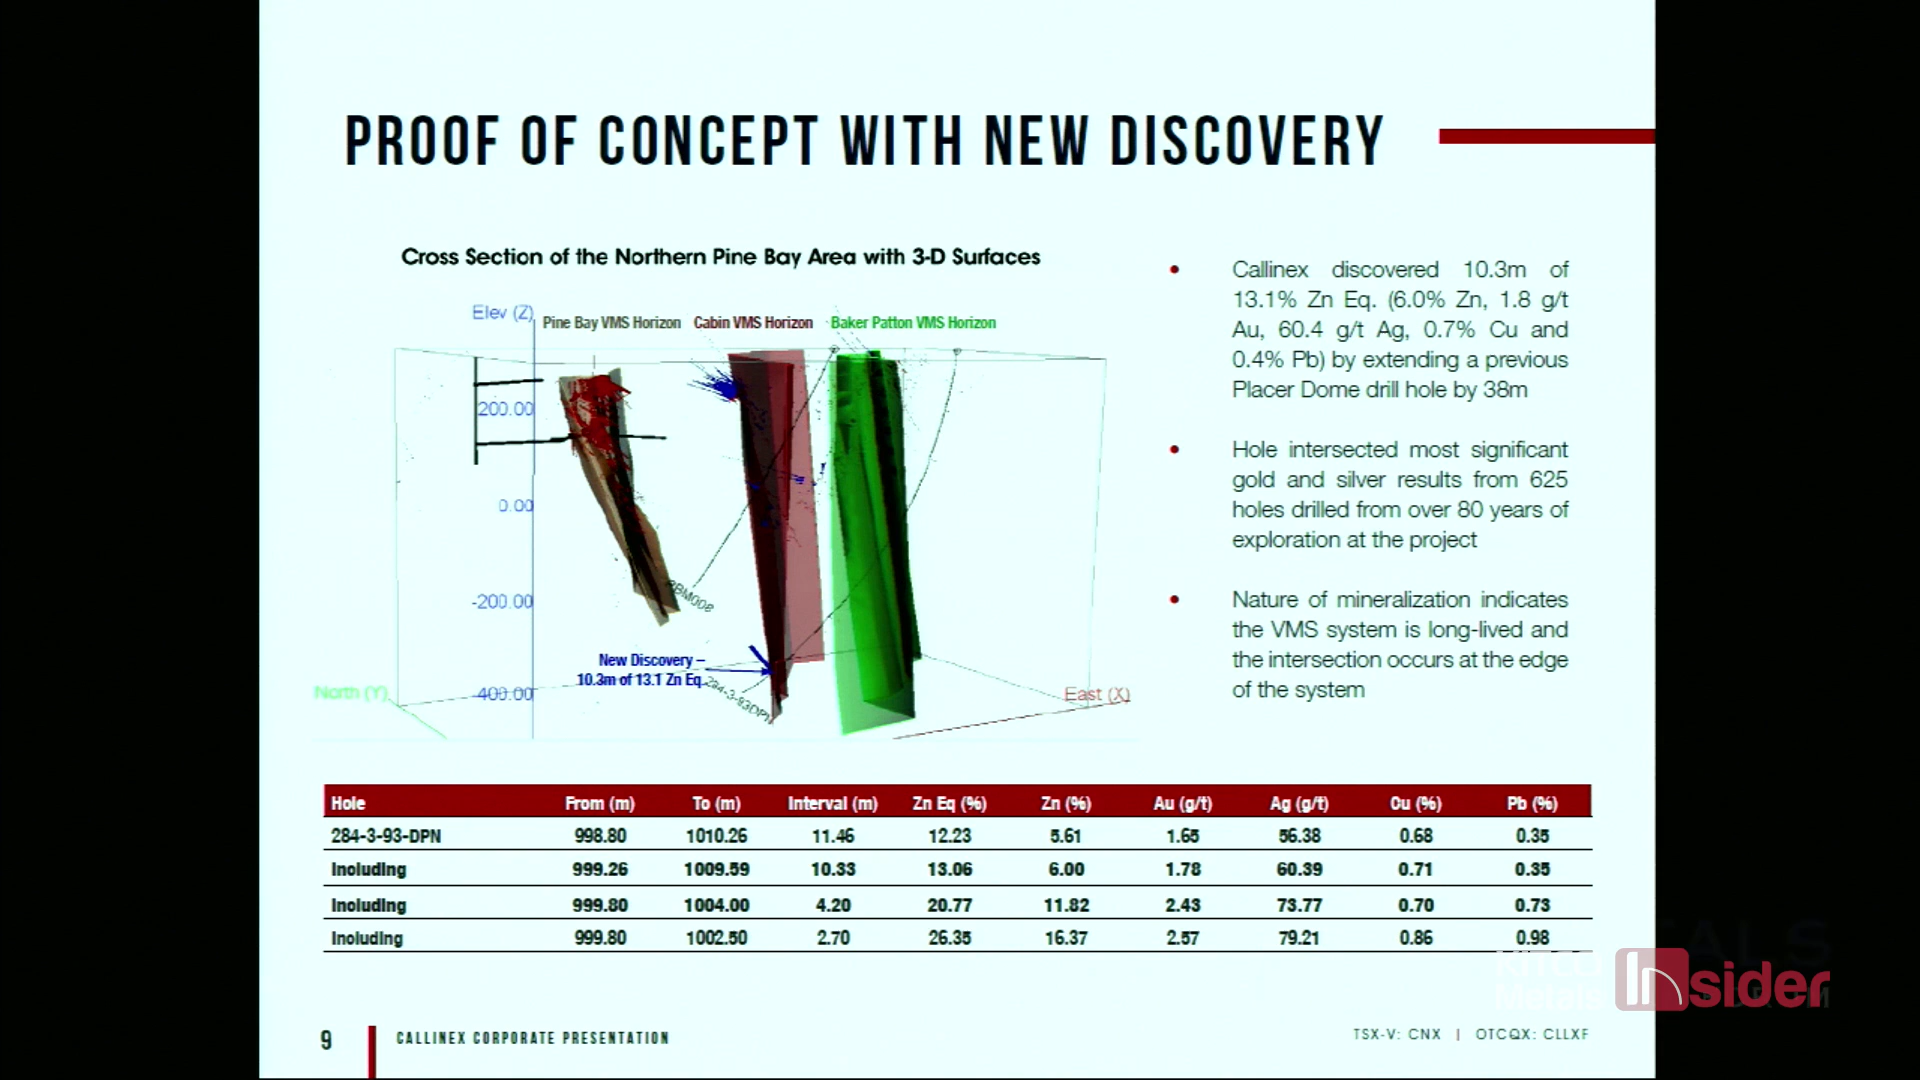 PROOF OF CONCEPT WITH NEW DISCOVERY
Cross Section of the Northern Pine Bay Area with 3-D Surfaces
Elev (Z)
Pine Bay VMS Horizon Cabin VMS Horizon Baker Patton VMS Horizon
200.00
0.00
-200.00
-400.00
North (Y)
East (X)
PBM008
New Discovery –
10.3m of 13.1 Zn Eq.
284-3-93DPN
• Callinex discovered 10.3m of
13.1% Zn Eq. (6.0% Zn, 1.8 g/t
Au, 60.4 g/t Ag, 0.7% Cu and
0.4% Pb) by extending a previous
Placer Dome drill hole by 38m
• Hole intersected most significant
gold and silver results from 625
holes drilled from over 80 years of
exploration at the project
• Nature of mineralization indicates
the VMS system is long-lived and
the intersection occurs at the edge
of the system
Hole From (m) To (m) Interval (m) Zn Eq (%) Zn (%) Au (g/t) Ag (g/t) Cu (%) Pb (%)
284-3-93-DPN 998.80 1010.26 11.46 12.23 5.61 1.65 56.38 0.68 0.35
Including 999.26 1009.59 10.33 13.06 6.00 1.78 60.39 0.71 0.35
Including 999.80 1004.00 4.20 20.77 11.82 2.43 73.77 0.70 0.73
Including 999.80 1002.50 2.70 26.35 16.37 2.57 79.21 0.86 0.98
Metals Insider
9 CALLINEX CORPORATE PRESENTATION
TSX-V: CNX | OTCQX: CLLXF